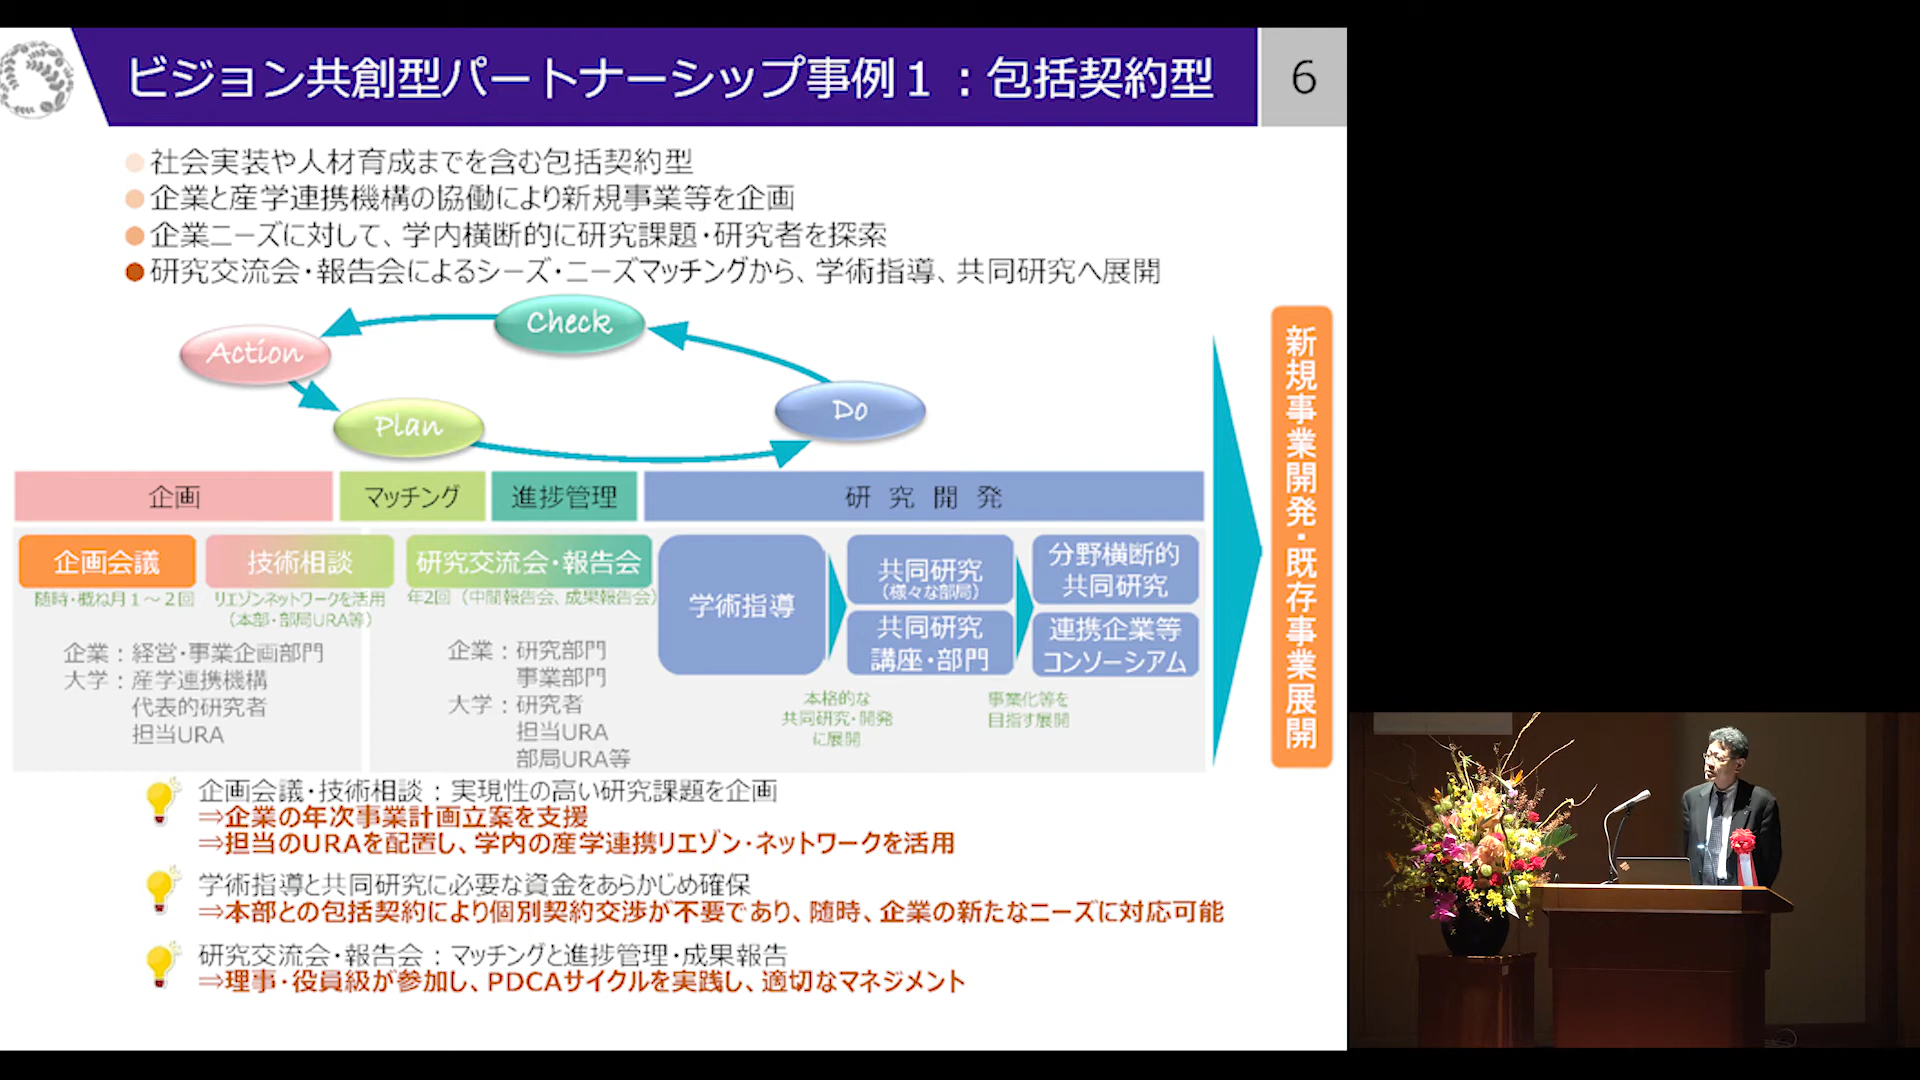 ビジョン共創型パートナーシップ事例１：包括契約型
6
社会実装や人材育成までを含む包括契約型
企業と産学連携機構の協働により新規事業等を企画
企業ニーズに対して、学内横断的に研究課題・研究者を探索
研究交流会・報告会によるシーズ・ニーズマッチングから、学術指導、共同研究へ展開
Check
Action
Do
Plan
企画
マッチング
進捗管理
研究開発
企画会議
随時・概ね月１～２回
技術相談
リエゾンネットワークを活用
（本部・部局URA等）
研究交流会・報告会
年2回（中間報告会、成果報告会）
企業：経営・事業企画部門
大学：産学連携機構
代表的研究者
担当URA
企業：研究部門
事業部門
大学：研究者
担当URA
部局URA等
学術指導
共同研究
（様々な部局）
共同研究
講座・部門
分野横断的
共同研究
連携企業等
コンソーシアム
本格的な
共同研究・開発
に展開
事業化等を
目指す展開
新規事業開発・既存事業展開
企画会議・技術相談：実現性の高い研究課題を企画
⇒企業の年次事業計画立案を支援
⇒担当のURAを配置し、学内の産学連携リエゾン・ネットワークを活用
学術指導と共同研究に必要な資金をあらかじめ確保
⇒本部との包括契約により個別契約交渉が不要であり、随時、企業の新たなニーズに対応可能
研究交流会・報告会：マッチングと進捗管理・成果報告
⇒理事・役員級が参加し、PDCAサイクルを実践し、適切なマネジメント